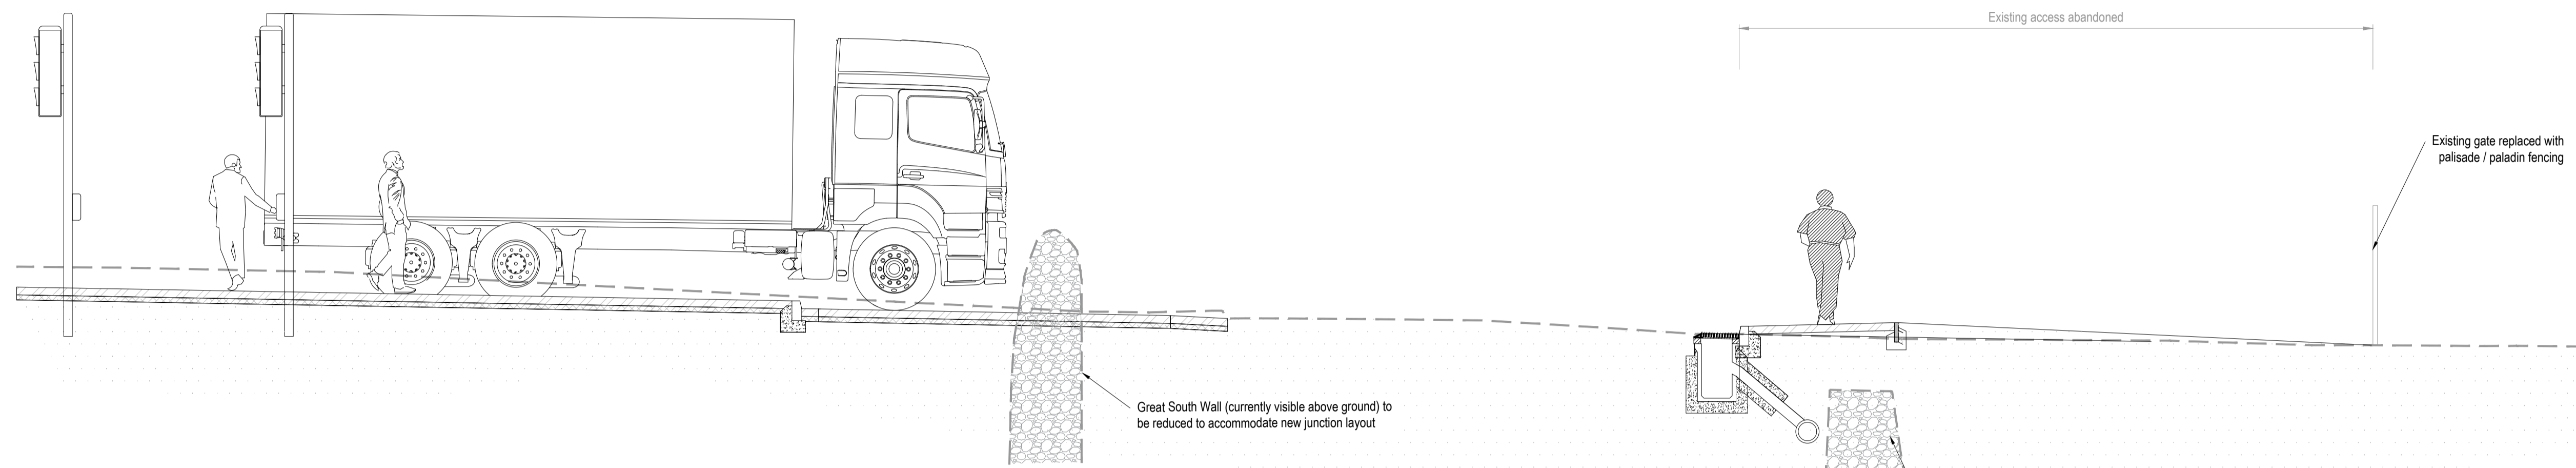 Existing access abandoned
Existing gate replaced with
palisade / paladin fencing
Great South Wall (currently visible above ground) to
be reduced to accommodate new junction layout